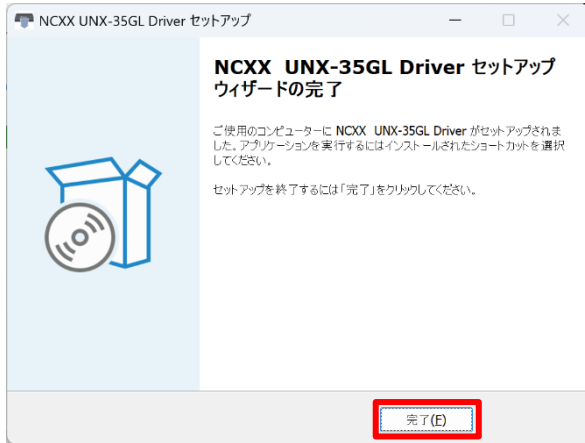 NCXX UNX-35GL Driver セットアップ
NCXX UNX-35GL Driver セットアップ
ウィザードの完了
ご使用のコンピューターに NCXX UNX-35GL Driver がセットアップされま
した。アプリケーションを実行するにはインストールされたショートカットを選択
してください。
セットアップを終了するには「完了」をクリックしてください。
完了(F)